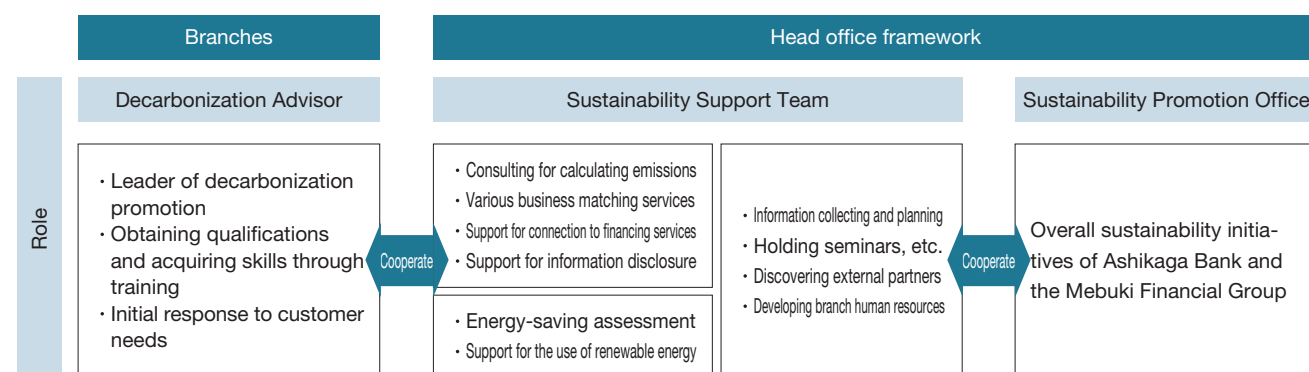 Branches
Head office framework
Decarbonization Advisor
Sustainability Support Team
Sustainability Promotion Office
Role
・Leader of decarbonization
promotion
・Obtaining qualifications
and acquiring skills through
training
・Initial response to customer
needs
Cooperate
・Consulting for calculating emissions
・Various business matching services
・Support for connection to financing services
・Support for information disclosure
・Energy-saving assessment
・Support for the use of renewable energy
・Information collecting and planning
・Holding seminars, etc.
・Discovering external partners
・Developing branch human resources
Cooperate
Overall sustainability initia-
tives of Ashikaga Bank and
the Mebuki Financial Group